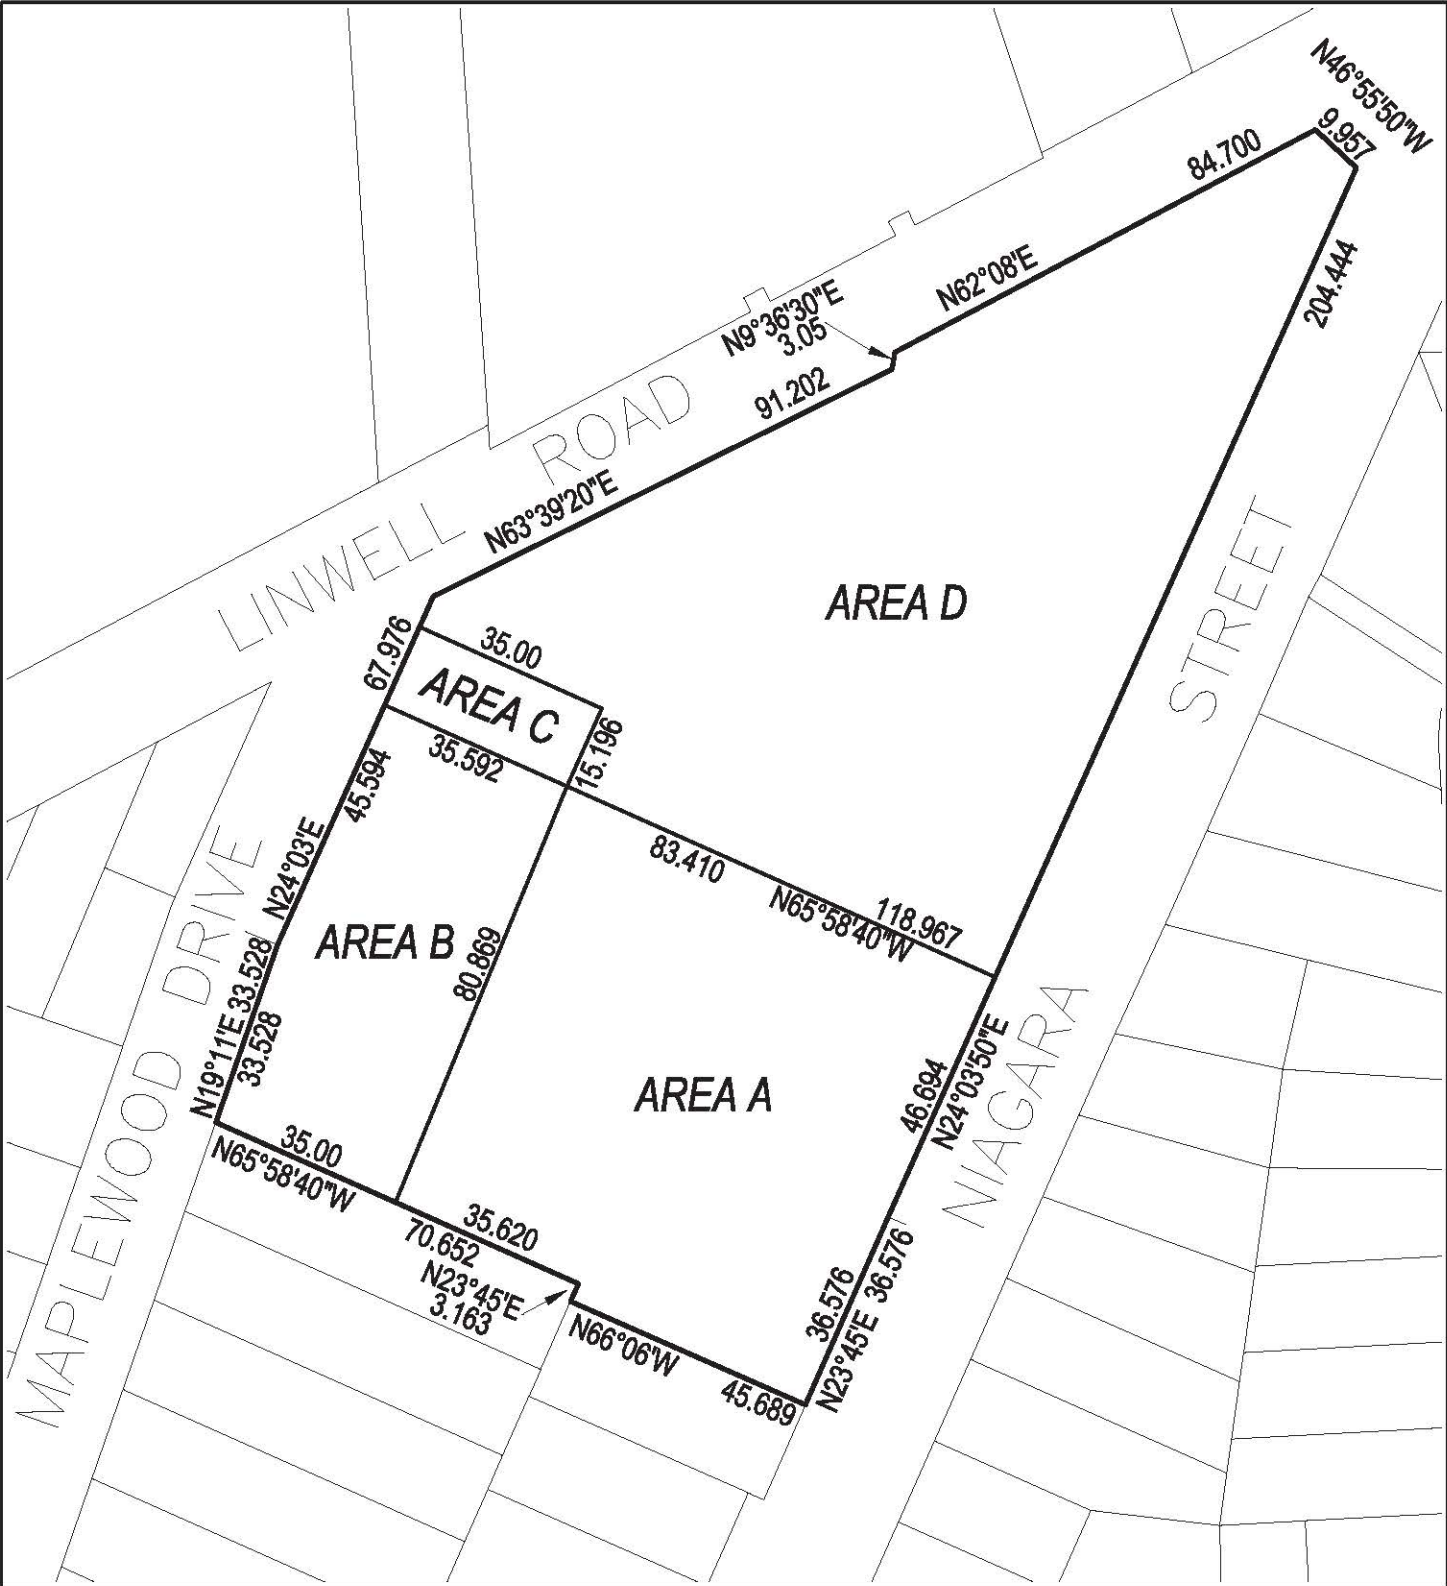 N46°55'50"W
9.957
84.700
204.444
N62°08'E
N9°36'30"E
3.05
91.202
N63°39'20"E
LINWELL ROAD
AREA D
STREET
67.976
35.00
AREA C
15.196
35.592
45.594
83.410
118.967
N65°58'40"W
N24°03'E
AREA B
80.869
33.528
N19°11'E
33.528
MAPLEWOOD DRIVE
AREA A
46.694
N24°03'50"E
NIAGARA
35.00
N65°58'40"W
35.620
70.652
N23°45'E
3.163
N66°06'W
45.689
36.576
36.576
N23°45'E